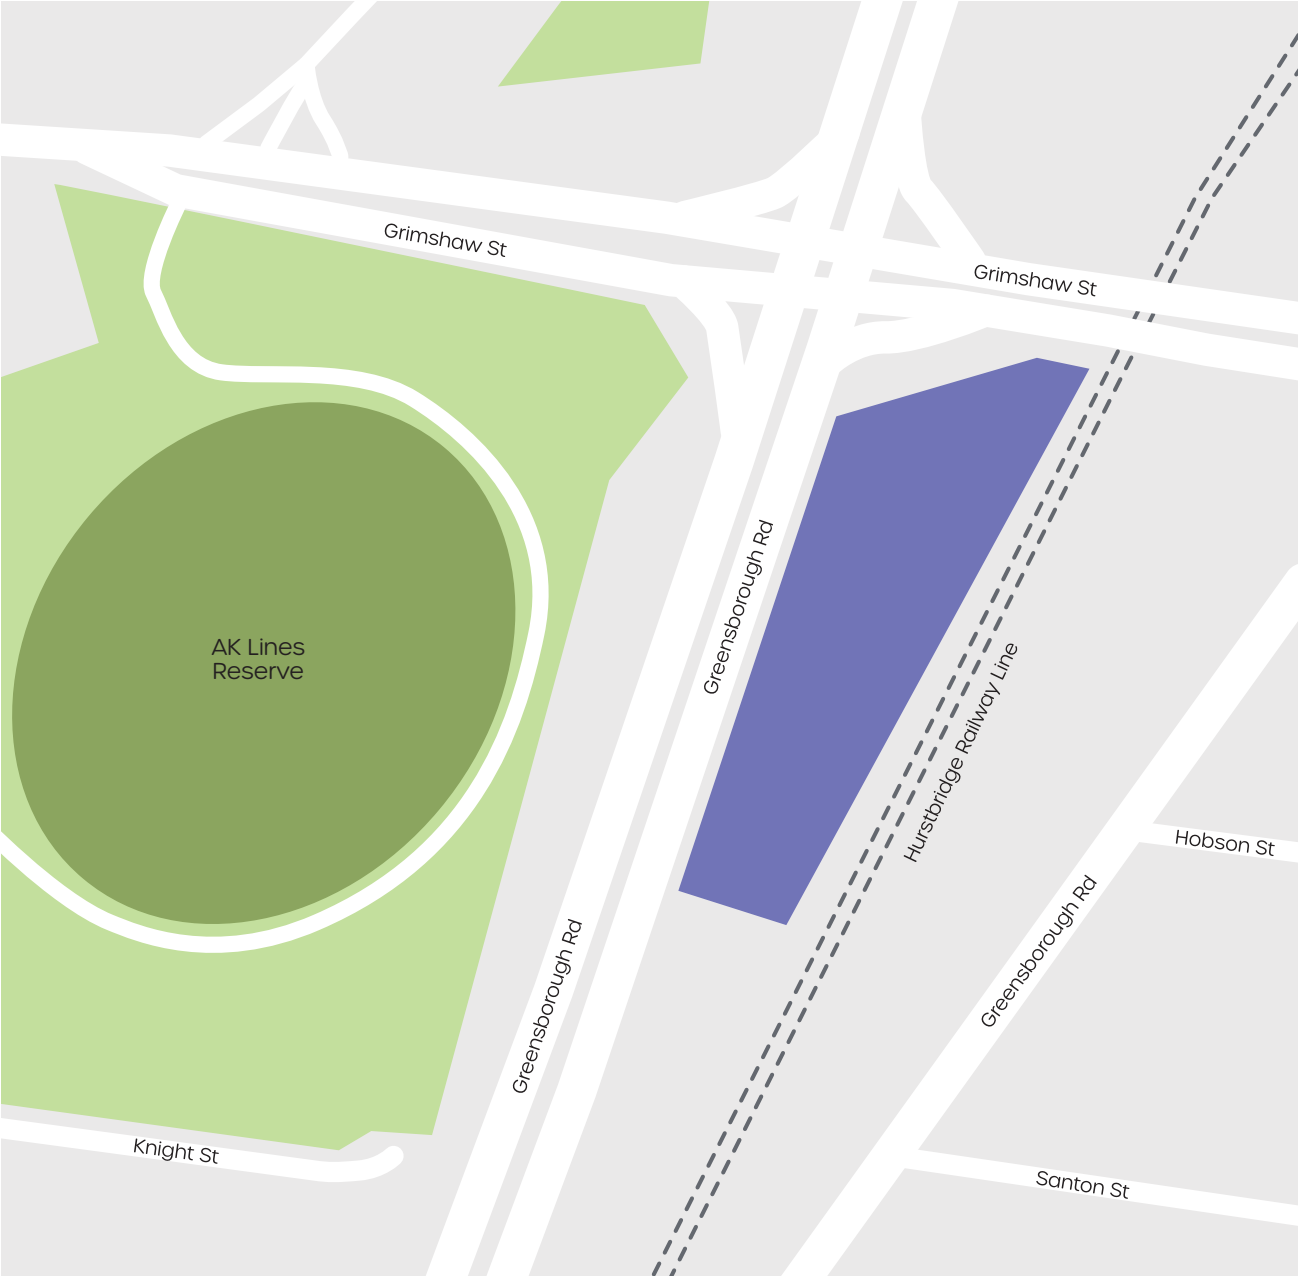 Grimshaw St
Grimshaw St
Greensborough Rd
AK Lines
Reserve
Hurstbridge Railway Line
Hobson St
Greensborough Rd
Greensborough Rd
Knight St
Santon St